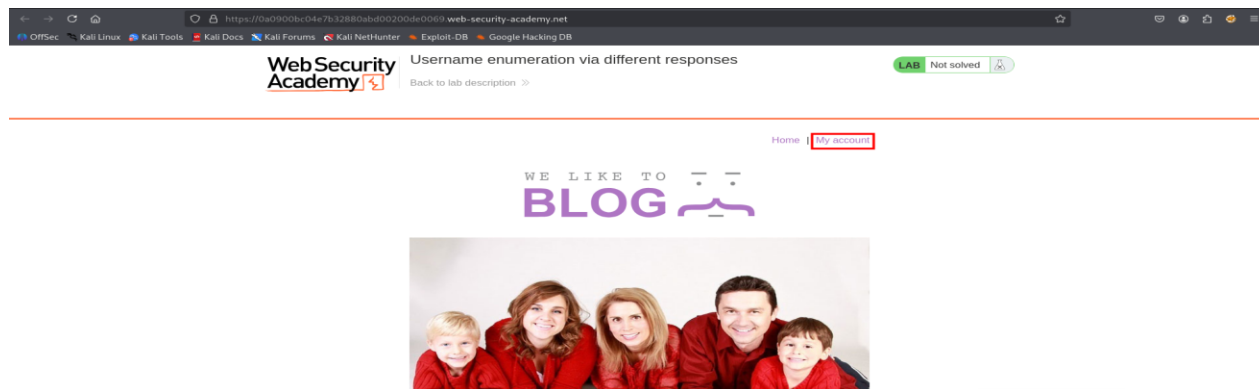 https://0a0900bc04e7b32880abd00200de0069.web-security-academy.net
OffSec Kali Linux Kali Tools Kali Docs Kali Forums Kali NetHunter Exploit-DB Google Hacking DB
WebSecurity Academy
Username enumeration via different responses
Back to lab description >>
LAB Not solved
Home | My account
WE LIKE TO
BLOG